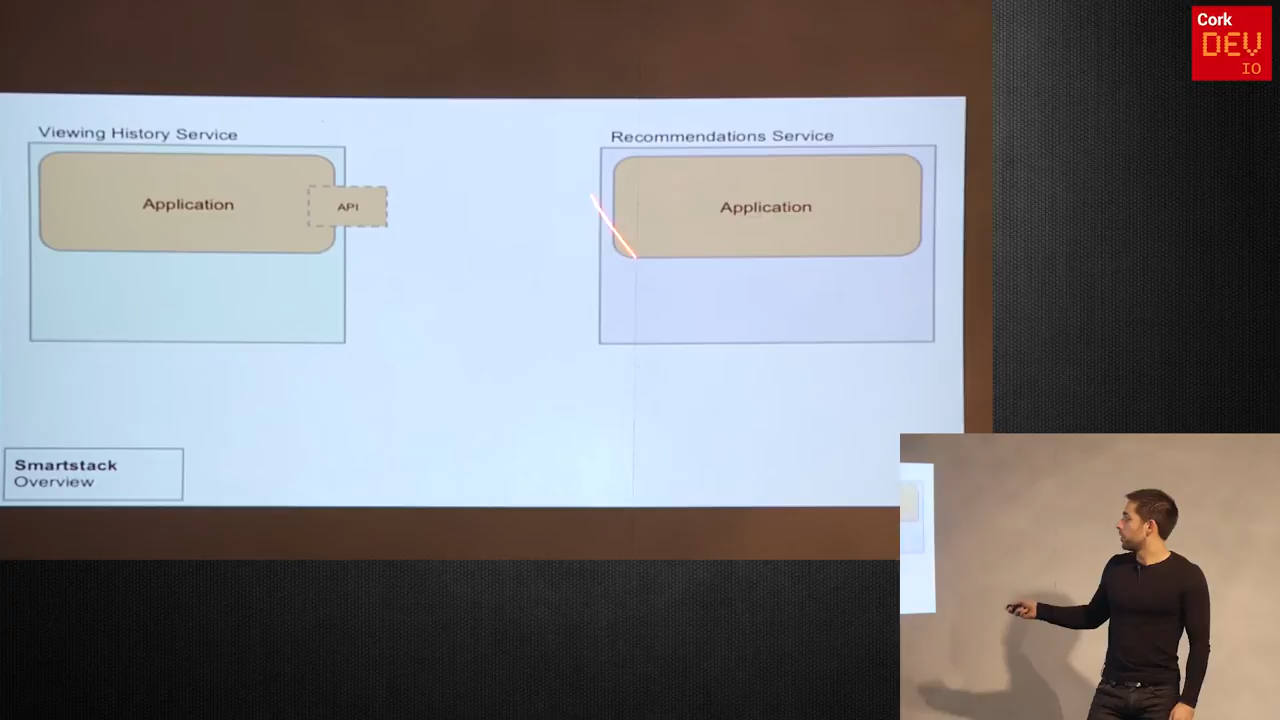 Cork
DEV
IO
Viewing History Service
Recommendations Service
Application
API
Application
Smartstack
Overview